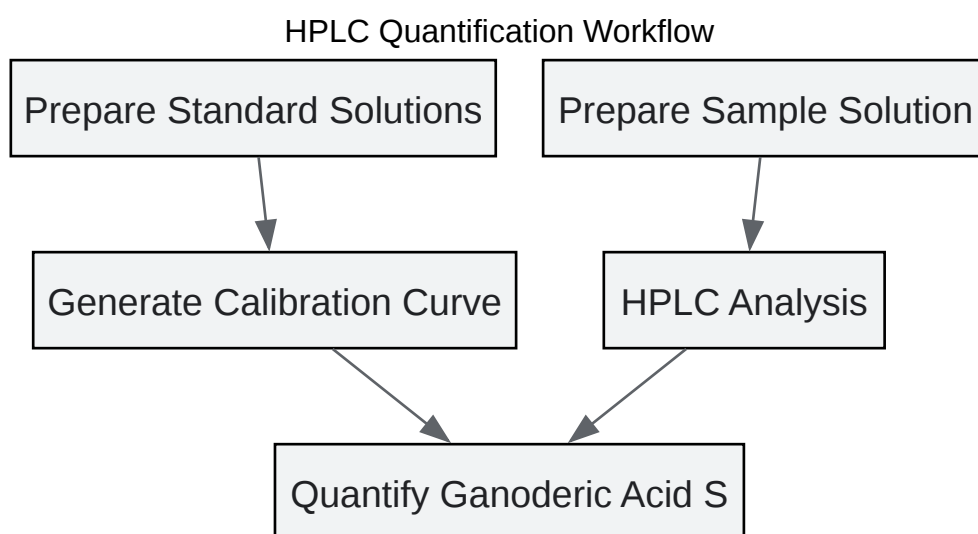 HPLC Quantification Workflow
Prepare Standard Solutions
Prepare Sample Solution
Generate Calibration Curve
HPLC Analysis
Quantify Ganoderic Acid S